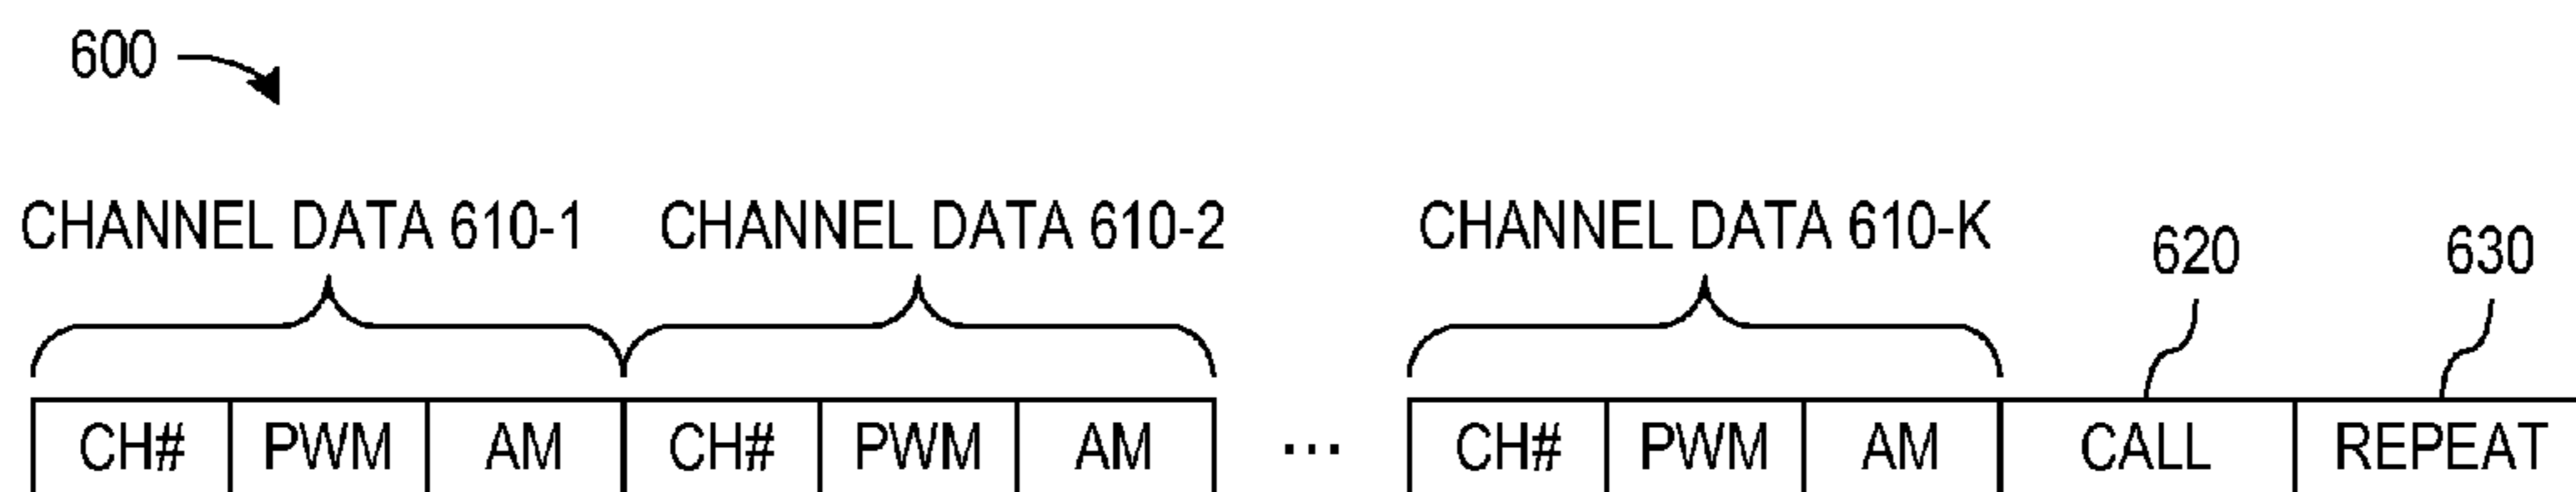 600
CHANNEL DATA 610-1 CHANNEL DATA 610-2 CHANNEL DATA 610-K 620 630
CH# PWM AM CH# PWM AM ... CH# PWM AM CALL REPEAT